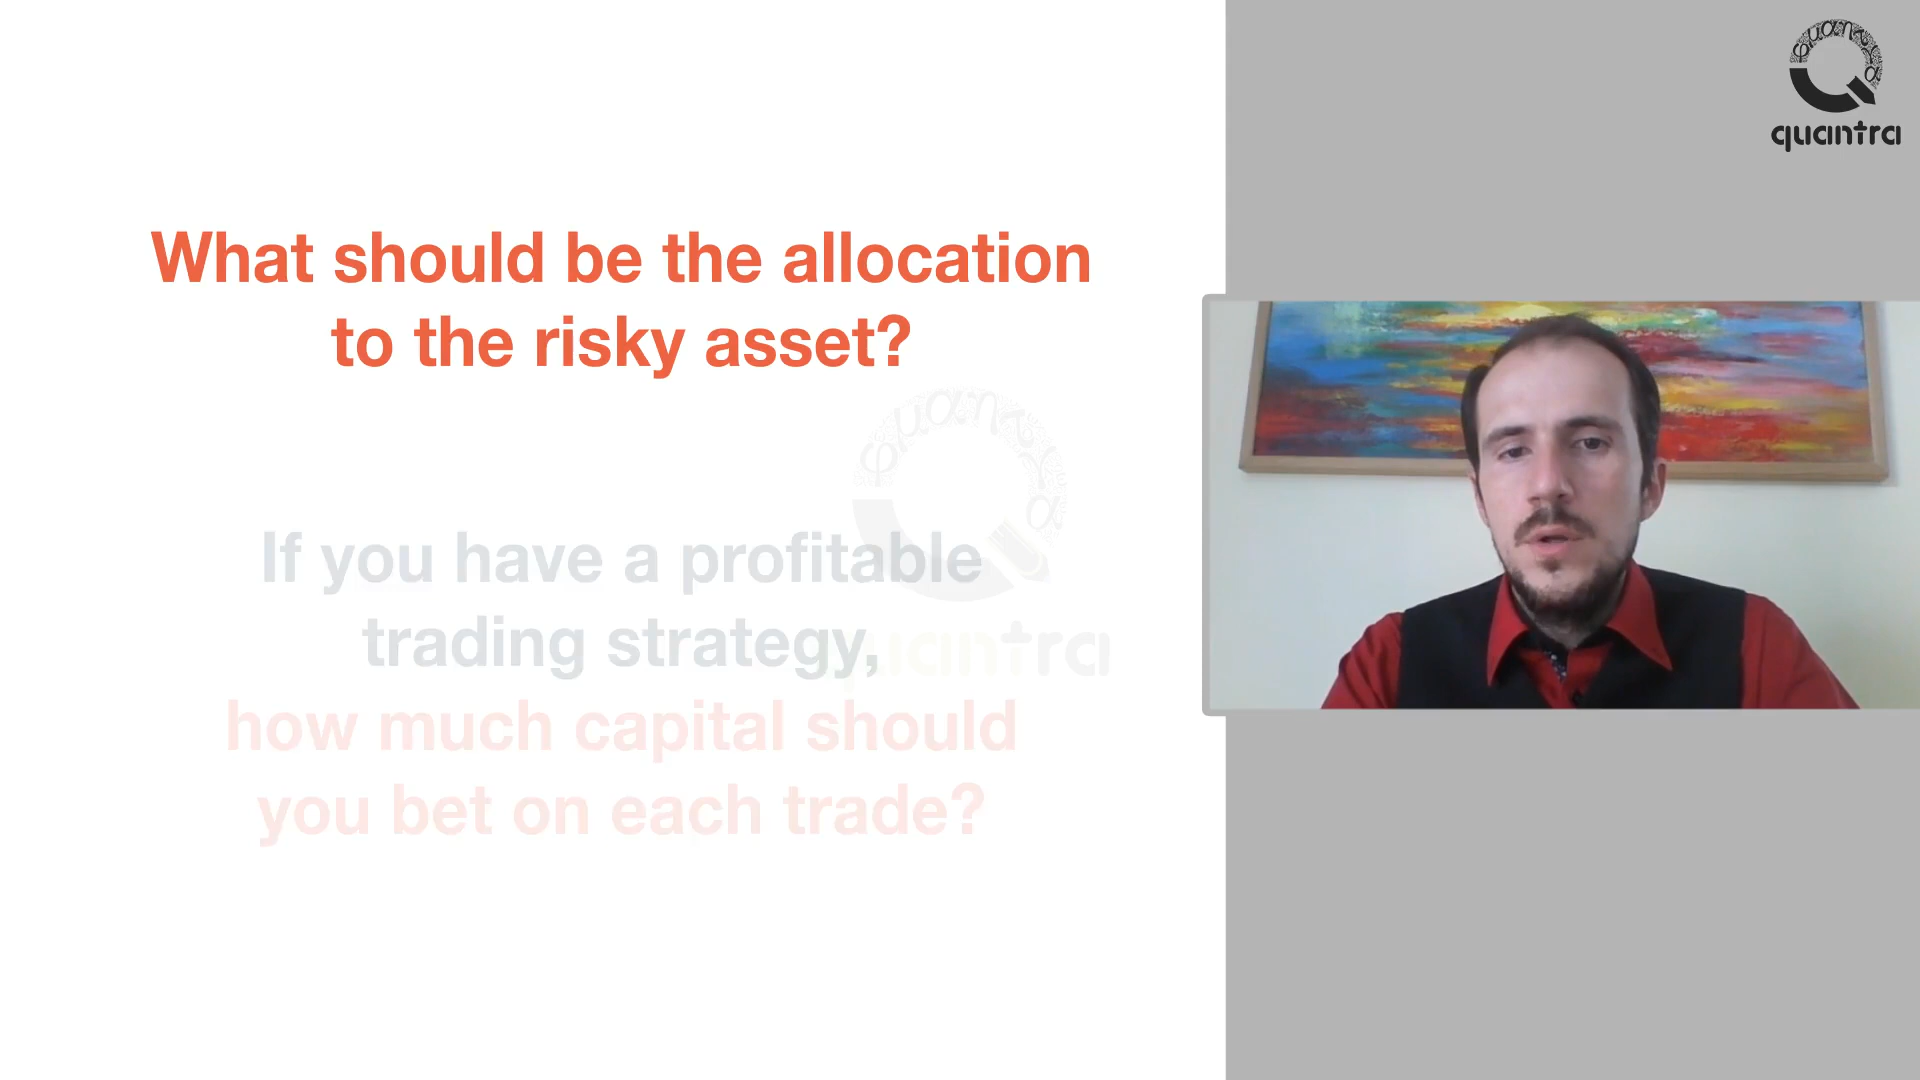 What should be the allocation
to the risky asset?
If you have a profitable
trading strategy,
how much capital should
you bet on each trade?
quantra
quantra